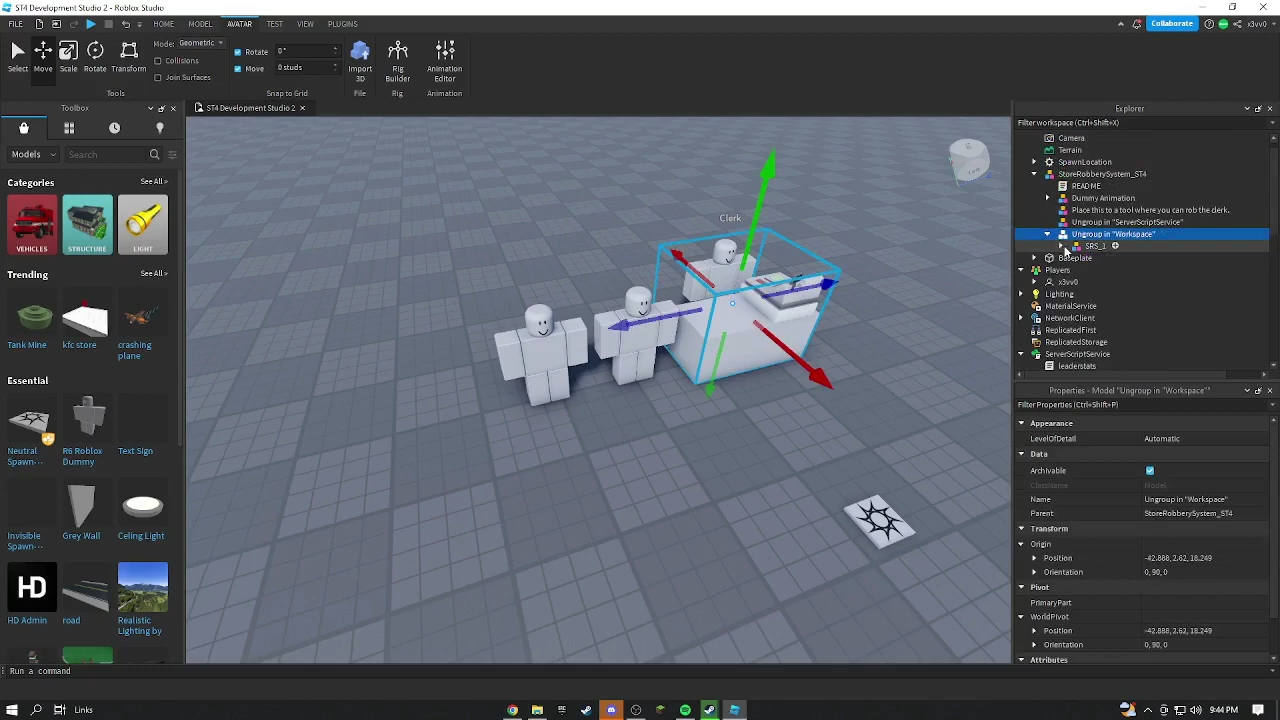 ST4 Development Studio 2 - Roblox Studio
FILE
HOME
MODEL
AVATAR
TEST
VIEW
PLUGINS
Collaborate
x3vv0
Select
Move
Scale
Rotate
Transform
Mode: Geometric
Collisions
Join Surfaces
Tools
Rotate
0 °
Move
0 studs
Snap to Grid
Import
3D
File
Rig
Builder
Rig
Animation
Editor
Animation
Toolbox
Models
Search
Categories
See All>
VEHICLES
STRUCTURE
LIGHT
Trending
See All>
Tank Mine
kfc store
crashing
plane
Essential
Neutral
Spawn-···
R6 Roblox
Dummy
Text Sign
Invisible
Spawn-···
Grey Wall
Ceiling Light
HD
HD Admin
road
Realistic
Lighting by
ST4 Development Studio 2
Clerk
Explorer
Filter workspace (Ctrl+Shift+X)
Camera
Terrain
SpawnLocation
StoreRobberySystem_ST4
README
Dummy Animation
Place this to a tool where you can rob the clerk.
Ungroup in "ServerScriptService"
Ungroup in "Workspace"
SRS_1
Baseplate
Players
x3vv0
Lighting
MaterialService
NetworkClient
ReplicatedFirst
ReplicatedStorage
ServerScriptService
leaderstats
Properties - Model "Ungroup in "Workspace""
Filter Properties (Ctrl+Shift+P)
Appearance
LevelOfDetail
Automatic
Data
Archivable
ClassName
Model
Name
Ungroup in "Workspace"
Parent
StoreRobberySystem_ST4
Transform
Origin
Position
-42.888, 2.62, 18.249
Orientation
0, 90, 0
Pivot
PrimaryPart
WorldPivot
Position
-42.888, 2.62, 18.249
Orientation
0, 90, 0
Attributes
Run a command
Links
9:44 PM